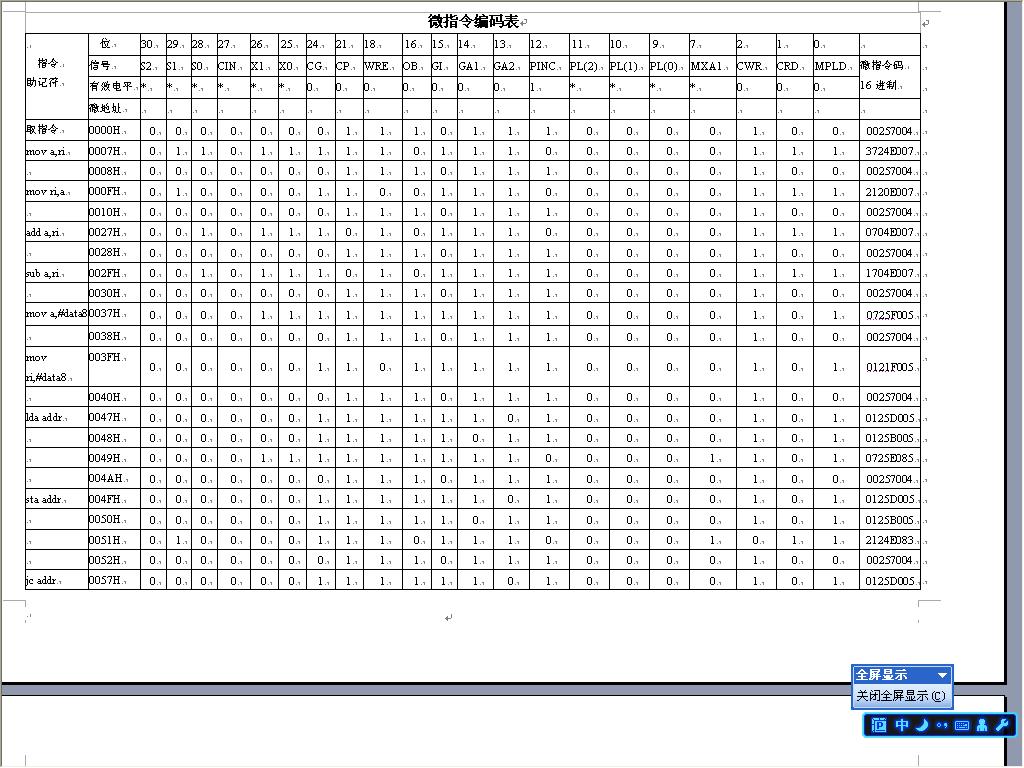 微指令编码表
指令助记符 位 30 29 28 27 26 25 24 21 18 16 15 14 13 12 11 10 9 7 2 1 0 微指令码 16 进制
信号 S2 S1 S0 CIN X1 X0 CG CP WRE OB GI GA1 GA2 PINC PL(2) PL(1) PL(0) MXA1 CWR CRD MPLD
有效电平 * * * * * * 0 0 0 0 0 0 0 1 * * * * 0 0 0
微地址
取指令 0000H 0 0 0 0 0 0 0 1 1 1 0 1 1 1 0 0 0 0 1 0 0 00257004
mov a,ri 0007H 0 1 1 0 1 1 1 1 1 0 1 1 1 0 0 0 0 0 1 1 1 3724E007
0008H 0 0 0 0 0 0 0 1 1 1 0 1 1 1 0 0 0 0 1 0 0 00257004
mov ri,a 000FH 0 1 0 0 0 0 1 1 0 0 1 1 1 0 0 0 0 0 1 1 1 2120E007
0010H 0 0 0 0 0 0 0 1 1 1 0 1 1 1 0 0 0 0 1 0 0 00257004
add a,ri 0027H 0 0 1 0 1 1 1 0 1 0 1 1 1 0 0 0 0 0 1 1 1 0704E007
0028H 0 0 0 0 0 0 0 1 1 1 0 1 1 1 0 0 0 0 1 0 0 00257004
sub a,ri 002FH 0 0 1 0 1 1 1 0 1 0 1 1 1 0 0 0 0 0 1 1 1 1704E007
0030H 0 0 0 0 0 0 0 1 1 1 0 1 1 1 0 0 0 0 1 0 0 00257004
mov a,#data8 0037H 0 0 0 0 1 1 1 1 1 1 1 1 1 1 0 0 0 0 1 0 1 0725F005
0038H 0 0 0 0 0 0 0 1 1 1 0 1 1 1 0 0 0 0 1 0 0 00257004
mov ri,#data8 003FH 0 0 0 0 0 0 1 1 0 1 1 1 1 1 0 0 0 0 1 0 1 0121F005
0040H 0 0 0 0 0 0 0 1 1 1 0 1 1 1 0 0 0 0 1 0 0 00257004
lda addr 0047H 0 0 0 0 0 0 1 1 1 1 1 1 0 1 0 0 0 0 1 0 1 0125D005
0048H 0 0 0 0 0 0 1 1 1 1 1 0 1 1 0 0 0 0 1 0 1 0125B005
0049H 0 0 0 0 1 1 1 1 1 1 1 1 1 0 0 0 0 1 1 0 1 0725E085
004AH 0 0 0 0 0 0 0 1 1 1 0 1 1 1 0 0 0 0 1 0 0 00257004
sta addr 004FH 0 0 0 0 0 0 1 1 1 1 1 1 0 1 0 0 0 0 1 0 1 0125D005
0050H 0 0 0 0 0 0 1 1 1 1 1 0 1 1 0 0 0 0 1 0 1 0125B005
0051H 0 1 0 0 0 0 1 1 1 0 1 1 1 0 0 0 0 1 0 1 1 2124E083
0052H 0 0 0 0 0 0 0 1 1 1 0 1 1 1 0 0 0 0 1 0 0 00257004
jc addr 0057H 0 0 0 0 0 0 1 1 1 1 1 1 0 1 0 0 0 0 1 0 1 0125D005
全屏显示
关闭全屏显示(C)
中